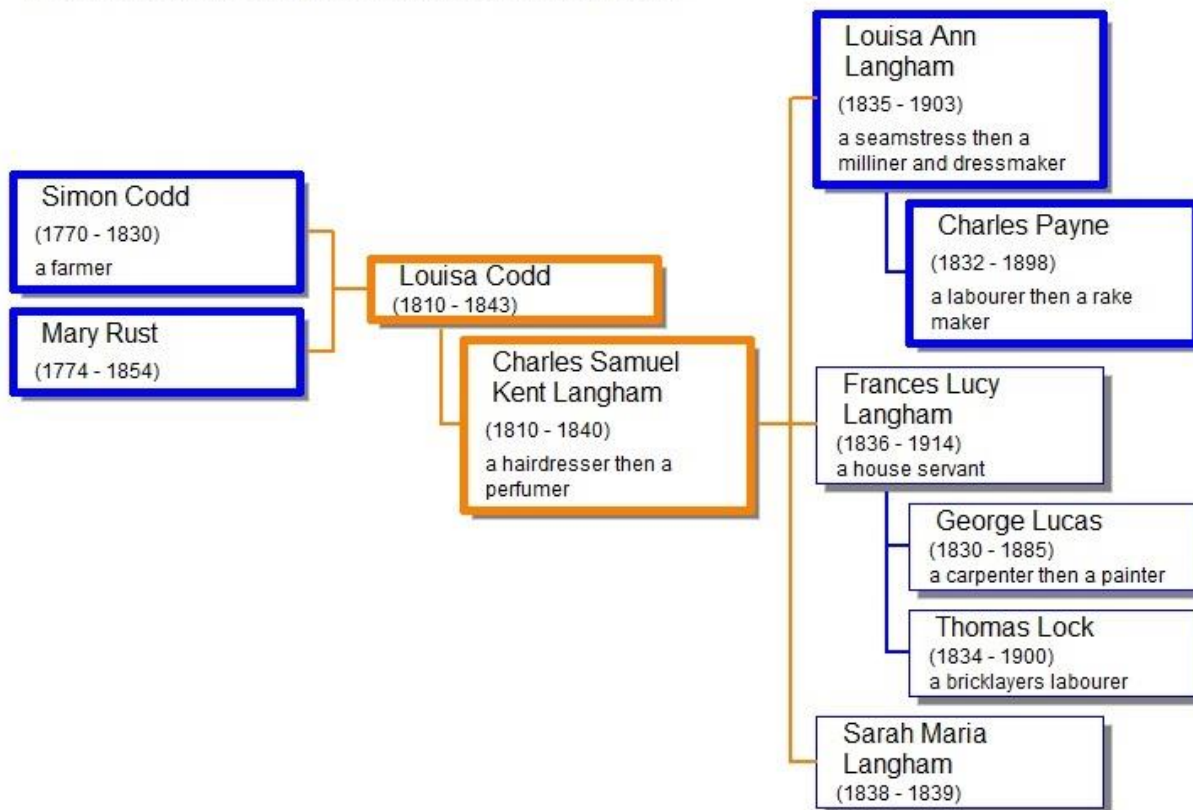 Simon Codd
(1770 - 1830)
a farmer
Mary Rust
(1774 - 1854)
Louisa Codd
(1810 - 1843)
Charles Samuel
Kent Langham
(1810 - 1840)
a hairdresser then a
perfumer
Louisa Ann
Langham
(1835 - 1903)
a seamstress then a
milliner and dressmaker
Charles Payne
(1832 - 1898)
a labourer then a rake
maker
Frances Lucy
Langham
(1836 - 1914)
a house servant
George Lucas
(1830 - 1885)
a carpenter then a painter
Thomas Lock
(1834 - 1900)
a bricklayers labourer
Sarah Maria
Langham
(1838 - 1839)